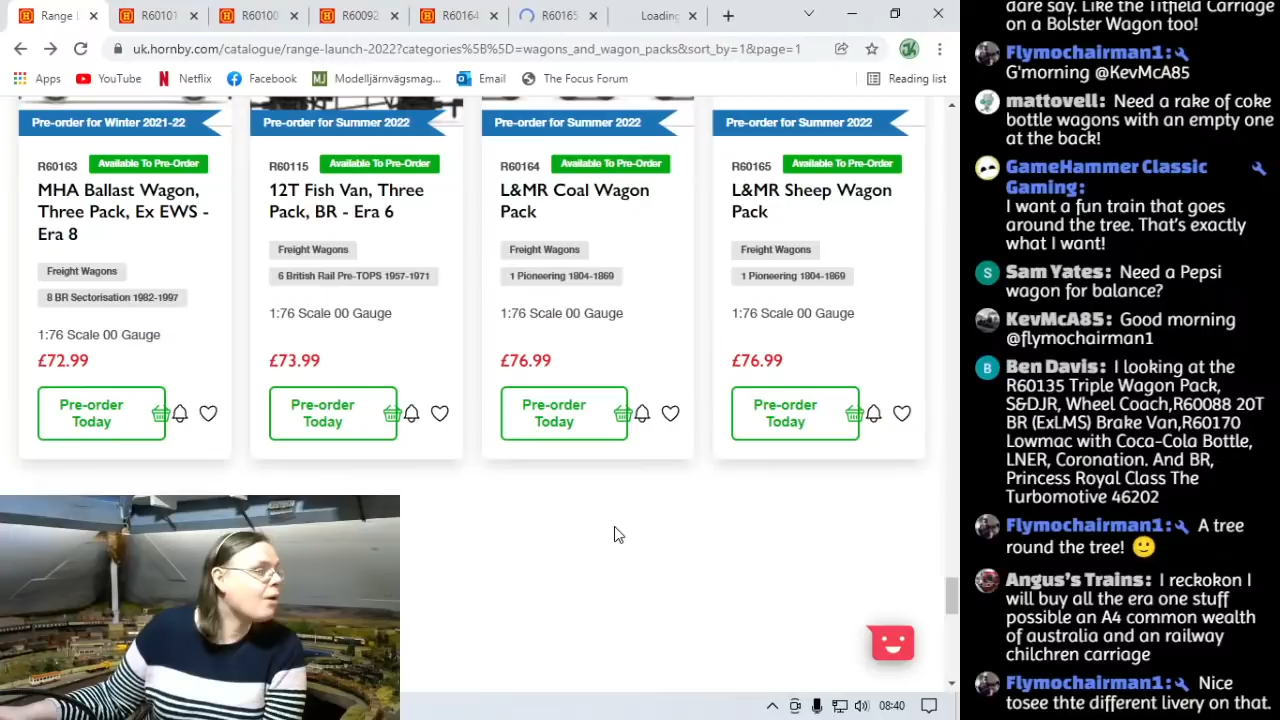 Range L
R60101
R60100
R60092
R60164
R60165
Loading
uk.hornby.com/catalogue/range-launch-2022?categories%5B%5D=wagons_and_wagon_packs&sort_by=1&page=1
Apps
YouTube
Netflix
Facebook
Modelljärnvägsmag...
Email
The Focus Forum
Reading list
Pre-order for Winter 2021-22
R60163
Available To Pre-Order
MHA Ballast Wagon,
Three Pack, Ex EWS -
Era 8
Freight Wagons
8 BR Sectorisation 1982-1997
1:76 Scale 00 Gauge
£72.99
Pre-order
Today
Pre-order for Summer 2022
R60115
Available To Pre-Order
12T Fish Van, Three
Pack, BR - Era 6
Freight Wagons
6 British Rail Pre-TOPS 1957-1971
1:76 Scale 00 Gauge
£73.99
Pre-order
Today
Pre-order for Summer 2022
R60164
Available To Pre-Order
L&MR Coal Wagon
Pack
Freight Wagons
1 Pioneering 1804-1869
1:76 Scale 00 Gauge
£76.99
Pre-order
Today
Pre-order for Summer 2022
R60165
Available To Pre-Order
L&MR Sheep Wagon
Pack
Freight Wagons
1 Pioneering 1804-1869
1:76 Scale 00 Gauge
£76.99
Pre-order
Today
08:40
dare say. Like the Titfield Carriage
on a Bolster Wagon too!
Flymochairman1:
G'morning @KevMcA85
mattovell: Need a rake of coke
bottle wagons with an empty one
at the back!
GameHammer Classic
Gaming:
I want a fun train that goes
around the tree. That's exactly
what I want!
S
Sam Yates: Need a Pepsi
wagon for balance?
KevMcA85: Good morning
@flymochairman1
B
Ben Davis: I looking at the
R60135 Triple Wagon Pack,
S&DJR, Wheel Coach,R60088 20T
BR (ExLMS) Brake Van,R60170
Lowmac with Coca-Cola Bottle,
LNER, Coronation. And BR,
Princess Royal Class The
Turbomotive 46202
Flymochairman1: A tree
round the tree!
Angus's Trains: I reckokon I
will buy all the era one stuff
possible an A4 common wealth
of australia and an railway
chilchren carriage
Flymochairman1: Nice
tosee thte different livery on that.